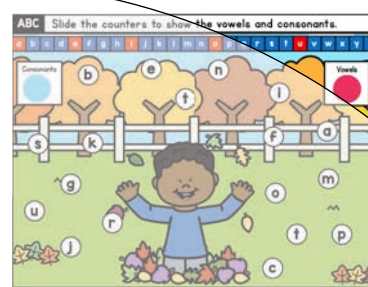 ABC Slide the counters to show the vowels and consonants.
a b c d e f g h i j k l m n o p q r s t u v w x y
Consonants Vowels
b e n
t l
s k f a
g m
u r o
j t p
c